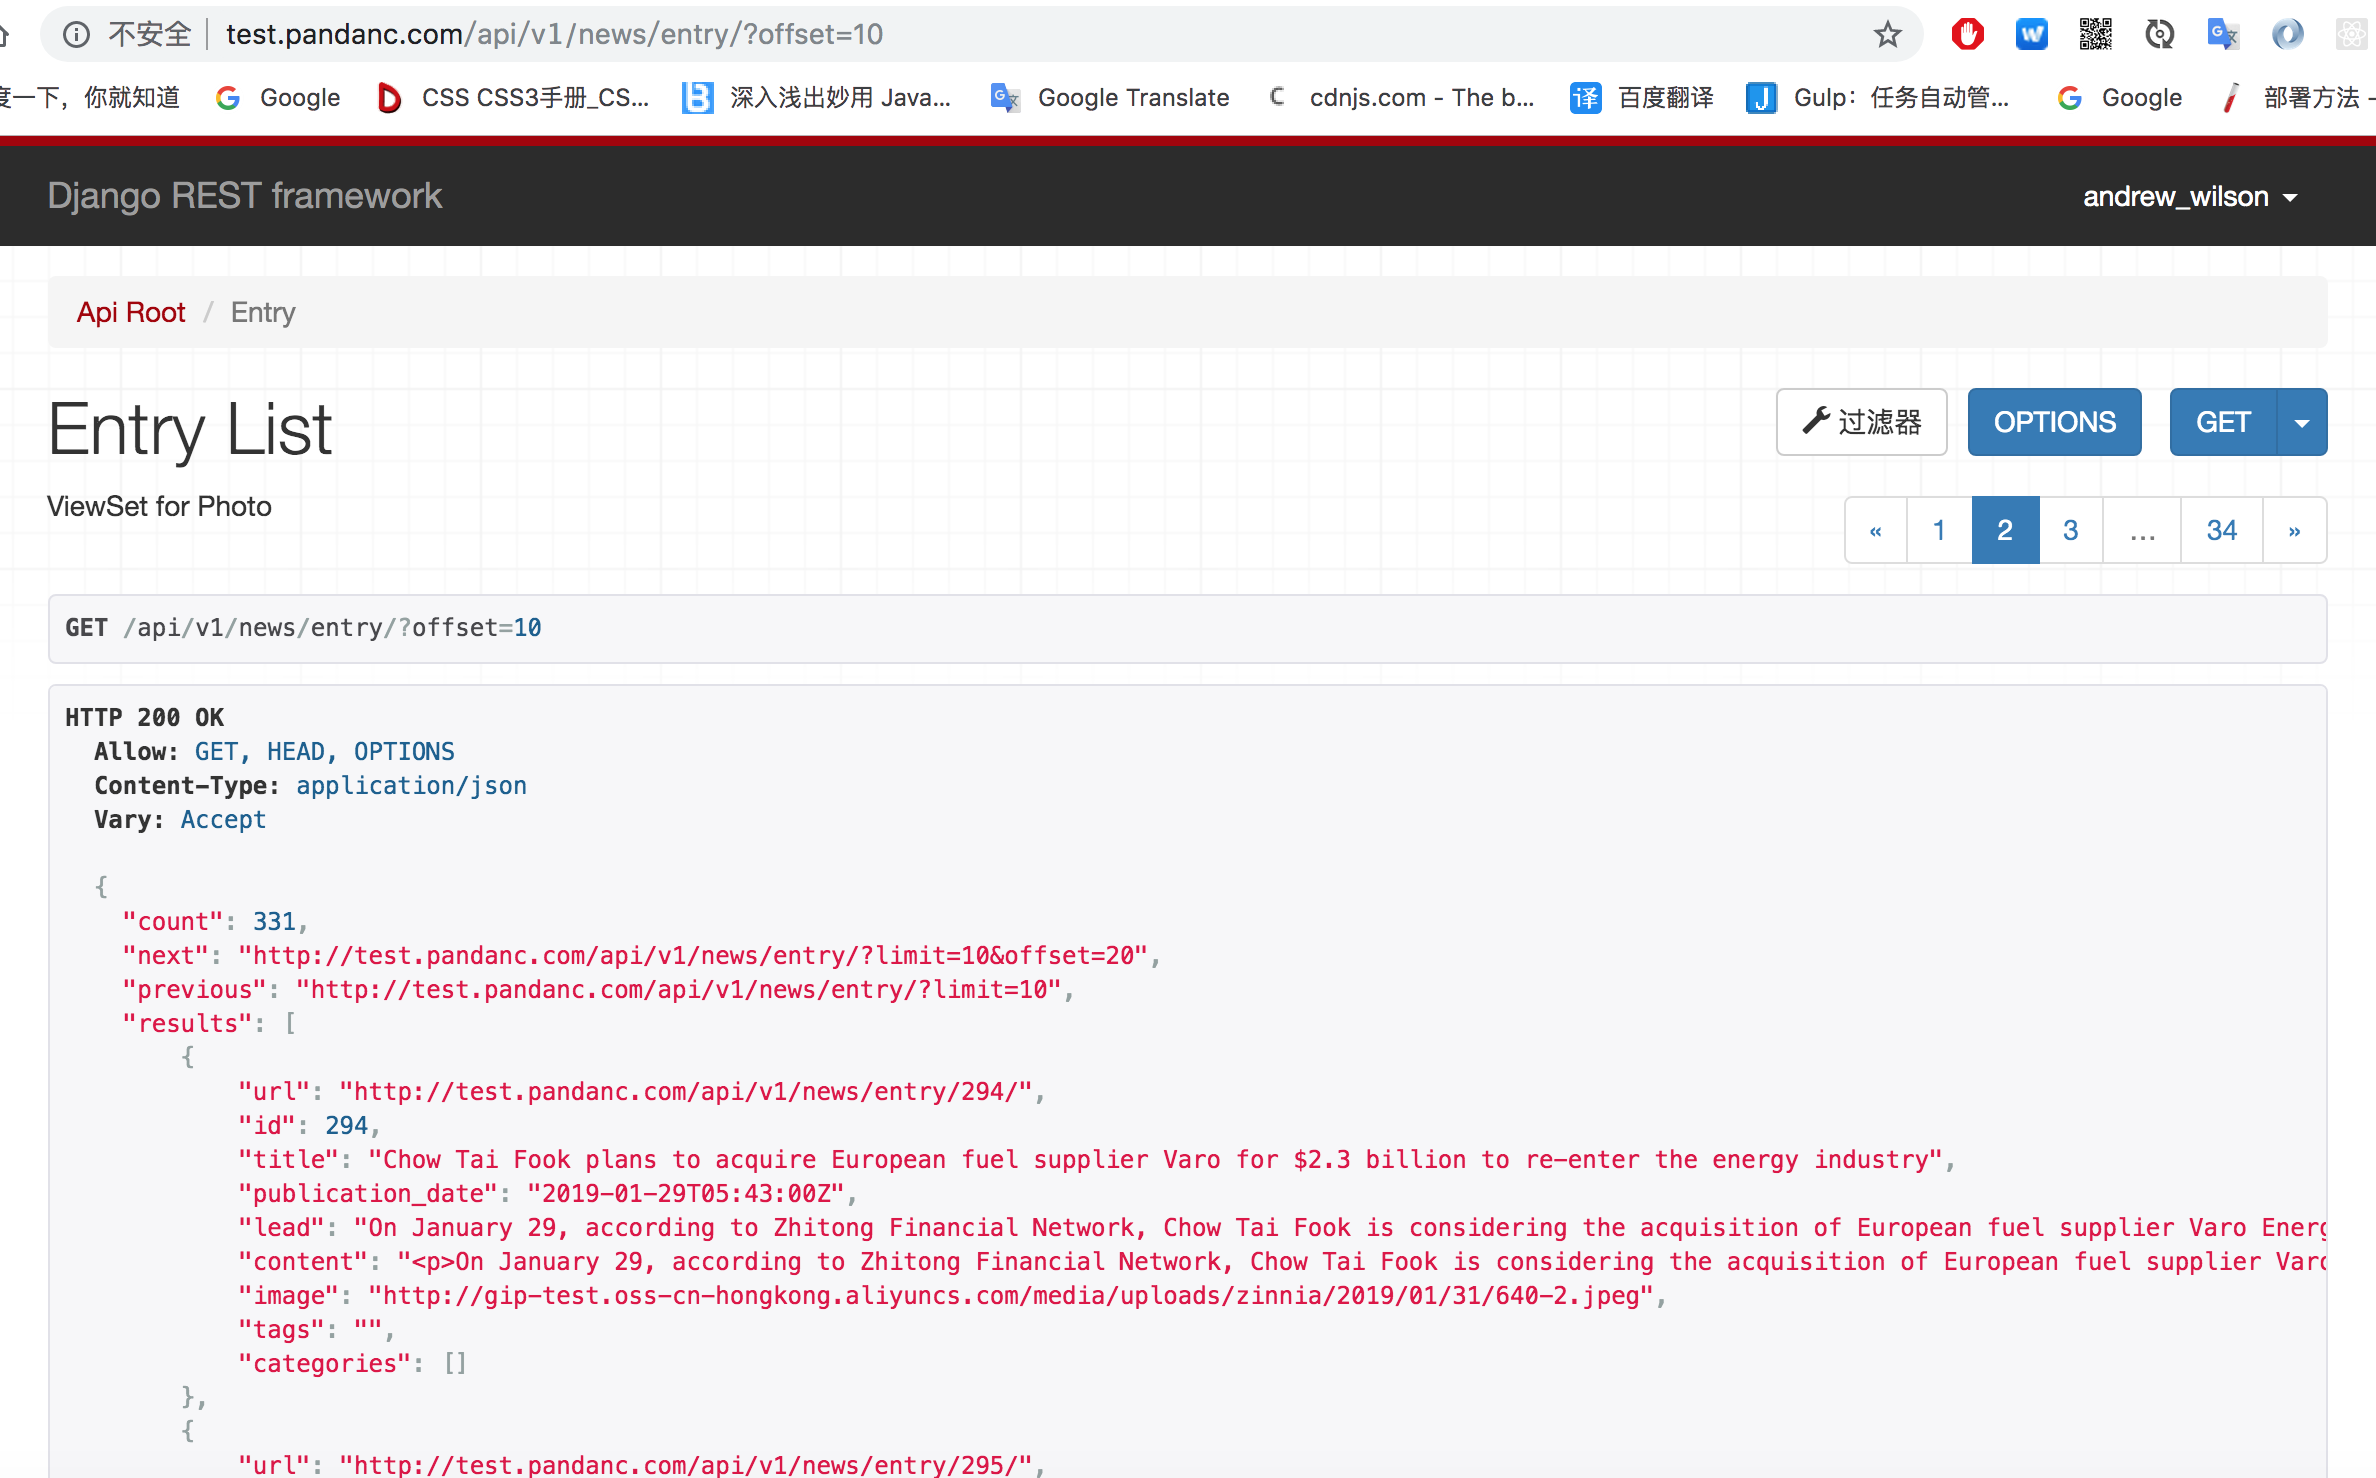 不安全 test.pandanc.com/api/v1/news/entry/?offset=10
度一下，你就知道 Google CSS CSS3手册_CS... 深入浅出妙用 Java... Google Translate cdnjs.com - The b... 百度翻译 Gulp：任务自动管... Google 部署方法 -
Django REST framework andrew_wilson
Api Root / Entry
Entry List 过滤器 OPTIONS GET
ViewSet for Photo
« 1 2 3 ... 34 »
GET /api/v1/news/entry/?offset=10
HTTP 200 OK
Allow: GET, HEAD, OPTIONS
Content-Type: application/json
Vary: Accept
{
"count": 331,
"next": "http://test.pandanc.com/api/v1/news/entry/?limit=10&offset=20",
"previous": "http://test.pandanc.com/api/v1/news/entry/?limit=10",
"results": [
{
"url": "http://test.pandanc.com/api/v1/news/entry/294/",
"id": 294,
"title": "Chow Tai Fook plans to acquire European fuel supplier Varo for $2.3 billion to re-enter the energy industry",
"publication_date": "2019-01-29T05:43:00Z",
"lead": "On January 29, according to Zhitong Financial Network, Chow Tai Fook is considering the acquisition of European fuel supplier Varo Energ
"content": "<p>On January 29, according to Zhitong Financial Network, Chow Tai Fook is considering the acquisition of European fuel supplier Varo
"image": "http://gip-test.oss-cn-hongkong.aliyuncs.com/media/uploads/zinnia/2019/01/31/640-2.jpeg",
"tags": "",
"categories": []
},
{
"url": "http://test.pandanc.com/api/v1/news/entry/295/",